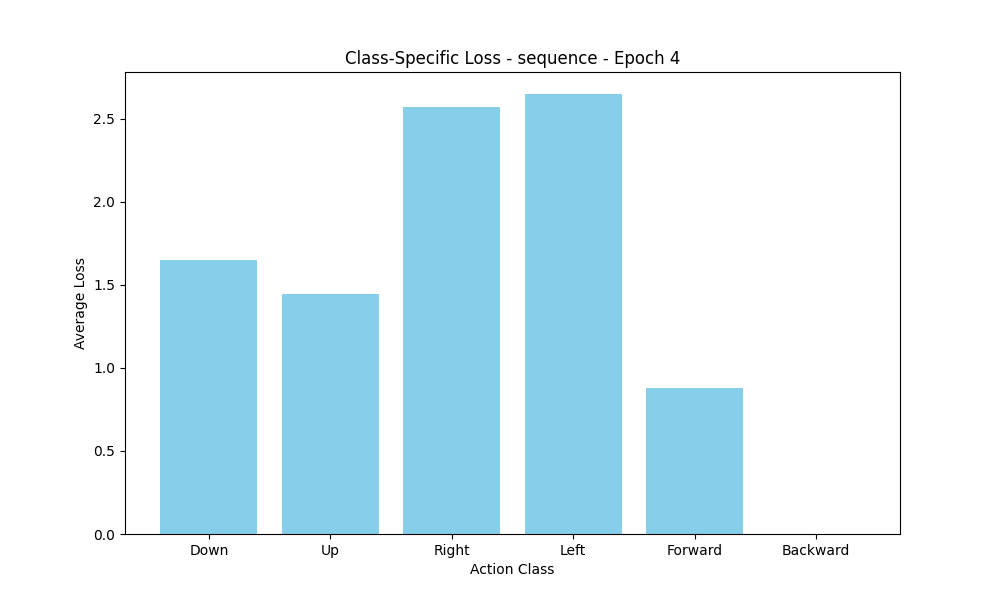 Class-Specific Loss - sequence - Epoch 4
2.5
2.0
1.5
1.0
0.5
0.0
Average Loss
Down Up Right Left Forward Backward
Action Class